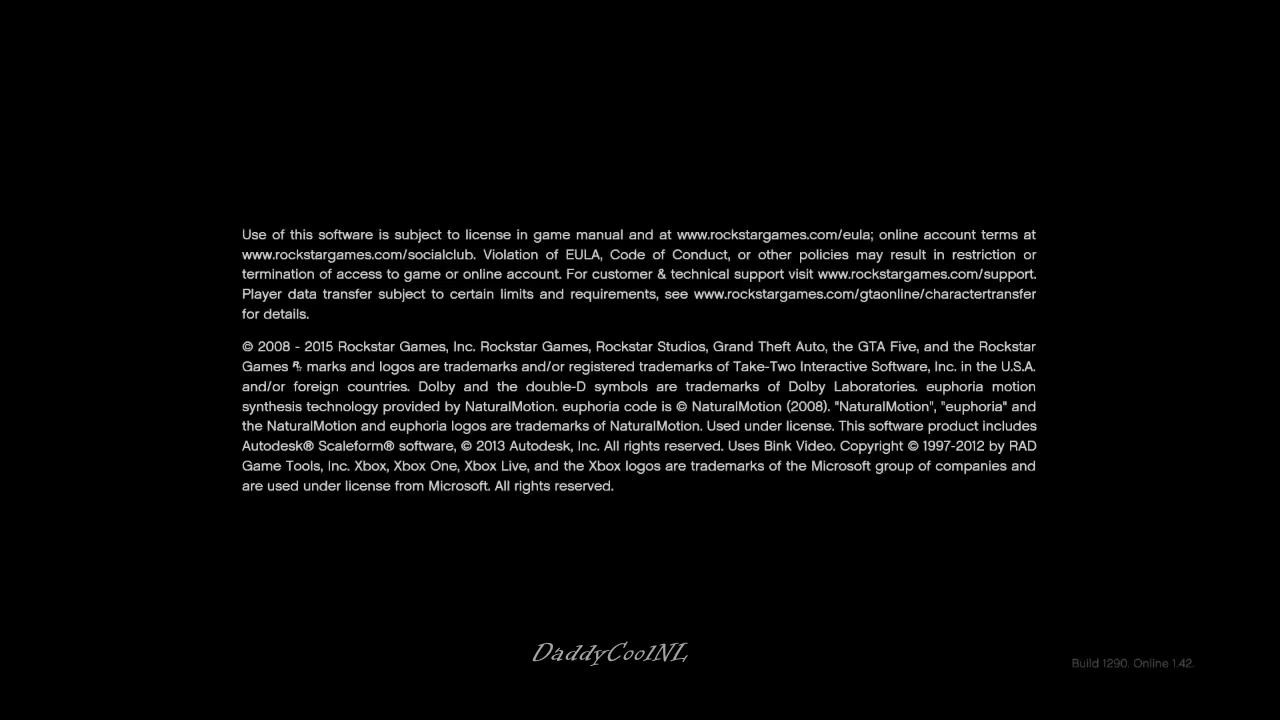 Use of this software is subject to license in game manual and at www.rockstargames.com/eula; online account terms at
www.rockstargames.com/socialclub. Violation of EULA, Code of Conduct, or other policies may result in restriction or
termination of access to game or online account. For customer & technical support visit www.rockstargames.com/support.
Player data transfer subject to certain limits and requirements, see www.rockstargames.com/gtaonline/charactertransfer
for details.
© 2008 - 2015 Rockstar Games, Inc. Rockstar Games, Rockstar Studios, Grand Theft Auto, the GTA Five, and the Rockstar
Games R* marks and logos are trademarks and/or registered trademarks of Take-Two Interactive Software, Inc. in the U.S.A.
and/or foreign countries. Dolby and the double-D symbols are trademarks of Dolby Laboratories. euphoria motion
synthesis technology provided by NaturalMotion. euphoria code is © NaturalMotion (2008). "NaturalMotion", "euphoria" and
the NaturalMotion and euphoria logos are trademarks of NaturalMotion. Used under license. This software product includes
Autodesk® Scaleform® software, © 2013 Autodesk, Inc. All rights reserved. Uses Bink Video. Copyright © 1997-2012 by RAD
Game Tools, Inc. Xbox, Xbox One, Xbox Live, and the Xbox logos are trademarks of the Microsoft group of companies and
are used under license from Microsoft. All rights reserved.
DaddyCoolNL
Build 1290. Online 1.42.